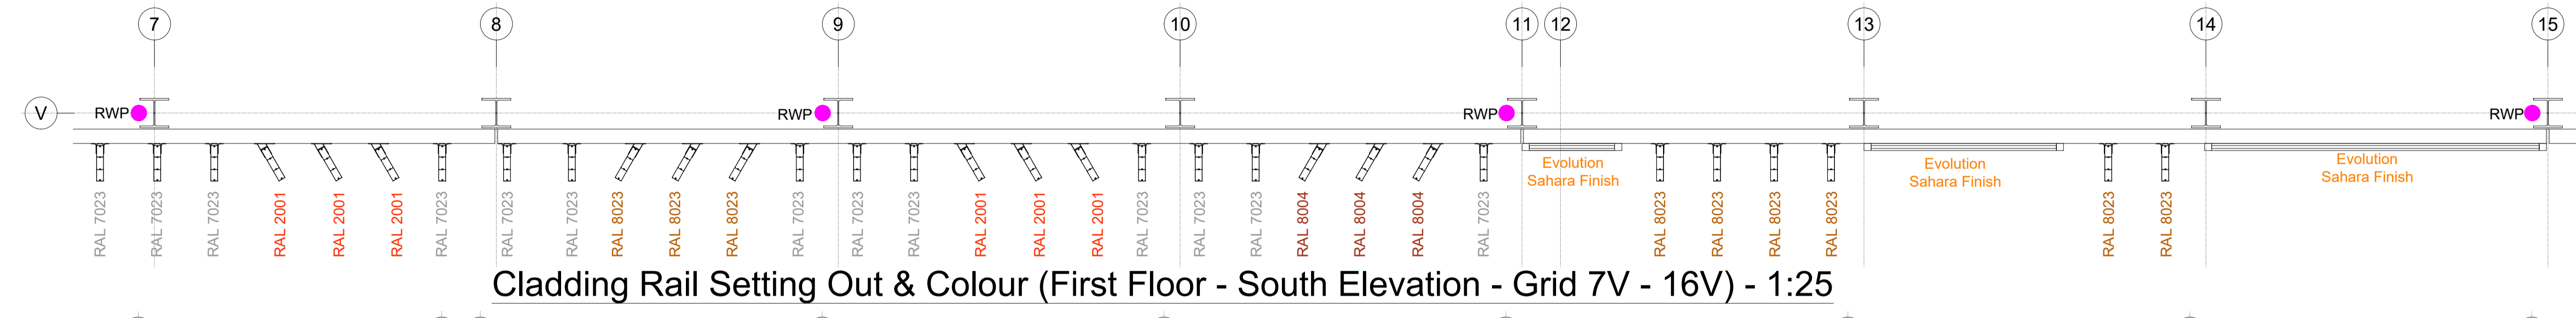 7
8
9
10
11
12
13
14
15
V
RWP
RWP
RWP
RWP
Evolution
Sahara Finish
Evolution
Sahara Finish
Evolution
Sahara Finish
RAL 7023
RAL 7023
RAL 7023
RAL 2001
RAL 2001
RAL 2001
RAL 7023
RAL 7023
RAL 7023
RAL 8023
RAL 8023
RAL 8023
RAL 7023
RAL 7023
RAL 7023
RAL 2001
RAL 2001
RAL 2001
RAL 7023
RAL 7023
RAL 7023
RAL 8004
RAL 8004
RAL 8004
RAL 7023
RAL 8023
RAL 8023
RAL 8023
RAL 8023
RAL 8023
RAL 8023
Cladding Rail Setting Out & Colour (First Floor - South Elevation - Grid 7V - 16V) - 1:25